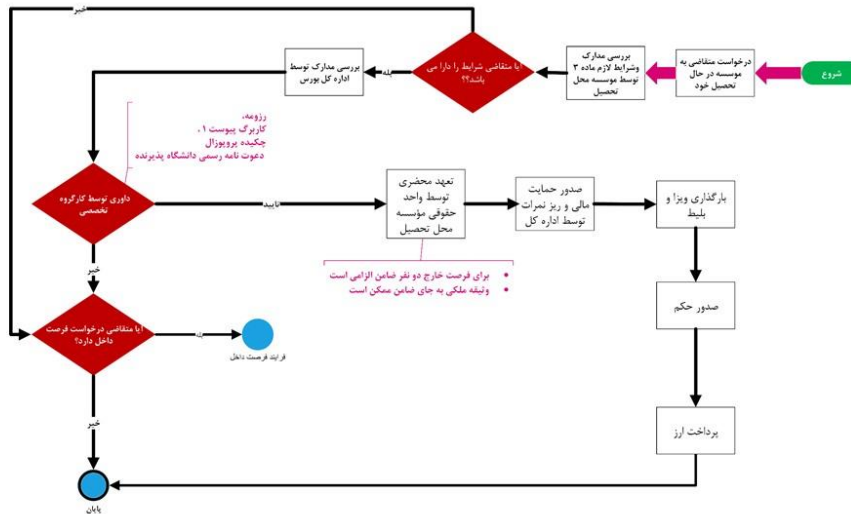 شروع
درخواست متقاضی به
موسسه در حال
تحصیل خود
بررسی مدارک
وشرایط لازم ماده ۳
توسط موسسه محل
تحصیل
آیا متقاضی شرایط را دارا می
باشد؟؟
خیر
بله
بررسی مدارک توسط
اداره کل بورس
رزومه،
کاربرگ پیوست ۱ ،
چکیده پروپوزال
دعوت نامه رسمی دانشگاه پذیرنده
داوری توسط کارگروه
تخصصی
تایید
تعهد محضری
توسط واحد
حقوقی مؤسسه
محل تحصیل
برای فرصت خارج دو نفر ضامن الزامی است
وثیقه ملکی به جای ضامن ممکن است
صدور حمایت
مالی و ریز نمرات
توسط اداره کل
بارگذاری ویزا و
بلیط
صدور حکم
پرداخت ارز
خیر
آیا متقاضی درخواست فرصت
داخل دارد؟
بله
فرایند فرصت داخل
خیر
پایان